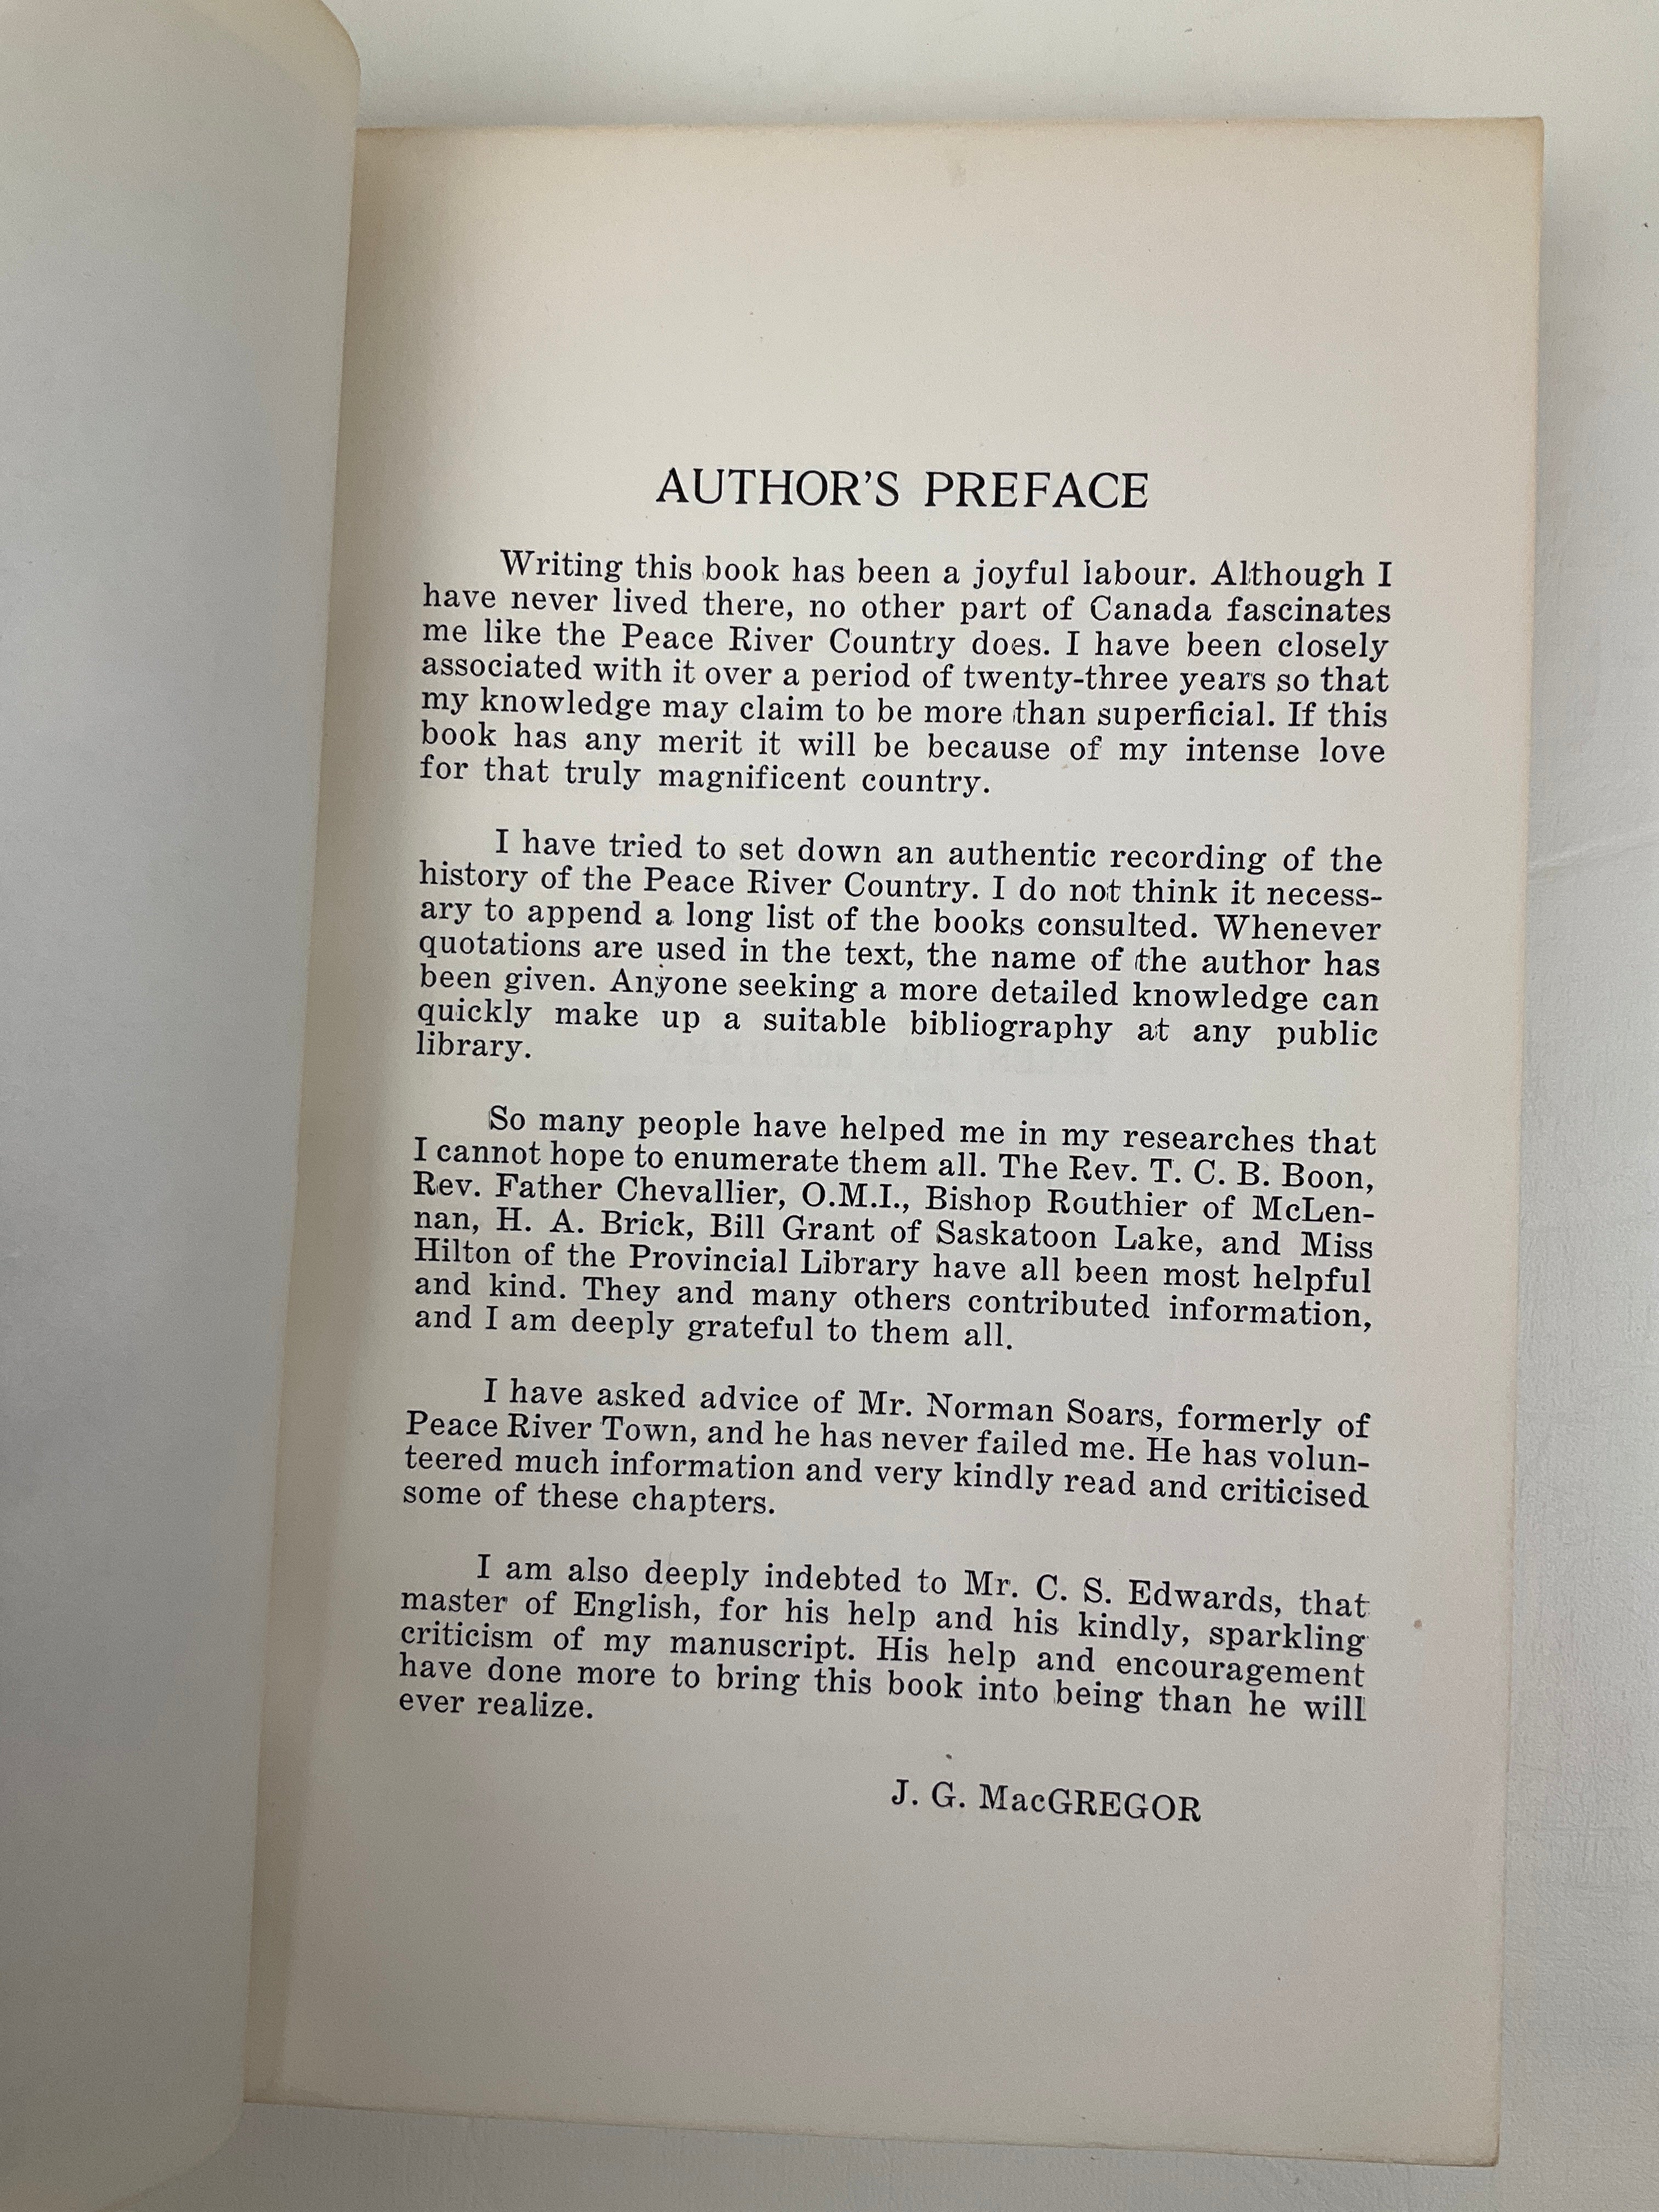 AUTHOR'S PREFACE
Writing this book has been a joyful labour. Although I
have never lived there, no other part of Canada fascinates
me like the Peace River Country does. I have been closely
associated with it over a period of twenty-three years so that
my knowledge may claim to be more than superficial. If this
book has any merit it will be because of my intense love
for that truly magnificent country.
I have tried to set down an authentic recording of the
history of the Peace River Country. I do not think it necess-
ary to append a long list of the books consulted. Whenever
quotations are used in the text, the name of the author has
been given. Anyone seeking a more detailed knowledge can
quickly make up a suitable bibliography at any public
library.
So many people have helped me in my researches that
I cannot hope to enumerate them all. The Rev. T. C. B. Boon,
Rev. Father Chevallier, O.M.I., Bishop Routhier of McLen-
nan, H. A. Brick, Bill Grant of Saskatoon Lake, and Miss
Hilton of the Provincial Library have all been most helpful
and kind. They and many others contributed information,
and I am deeply grateful to them all.
I have asked advice of Mr. Norman Soars, formerly of
Peace River Town, and he has never failed me. He has volun-
teered much information and very kindly read and criticised
some of these chapters.
I am also deeply indebted to Mr. C. S. Edwards, that
master of English, for his help and his kindly, sparkling
criticism of my manuscript. His help and encouragement
have done more to bring this book into being than he will
ever realize.
J. G. MacGREGOR